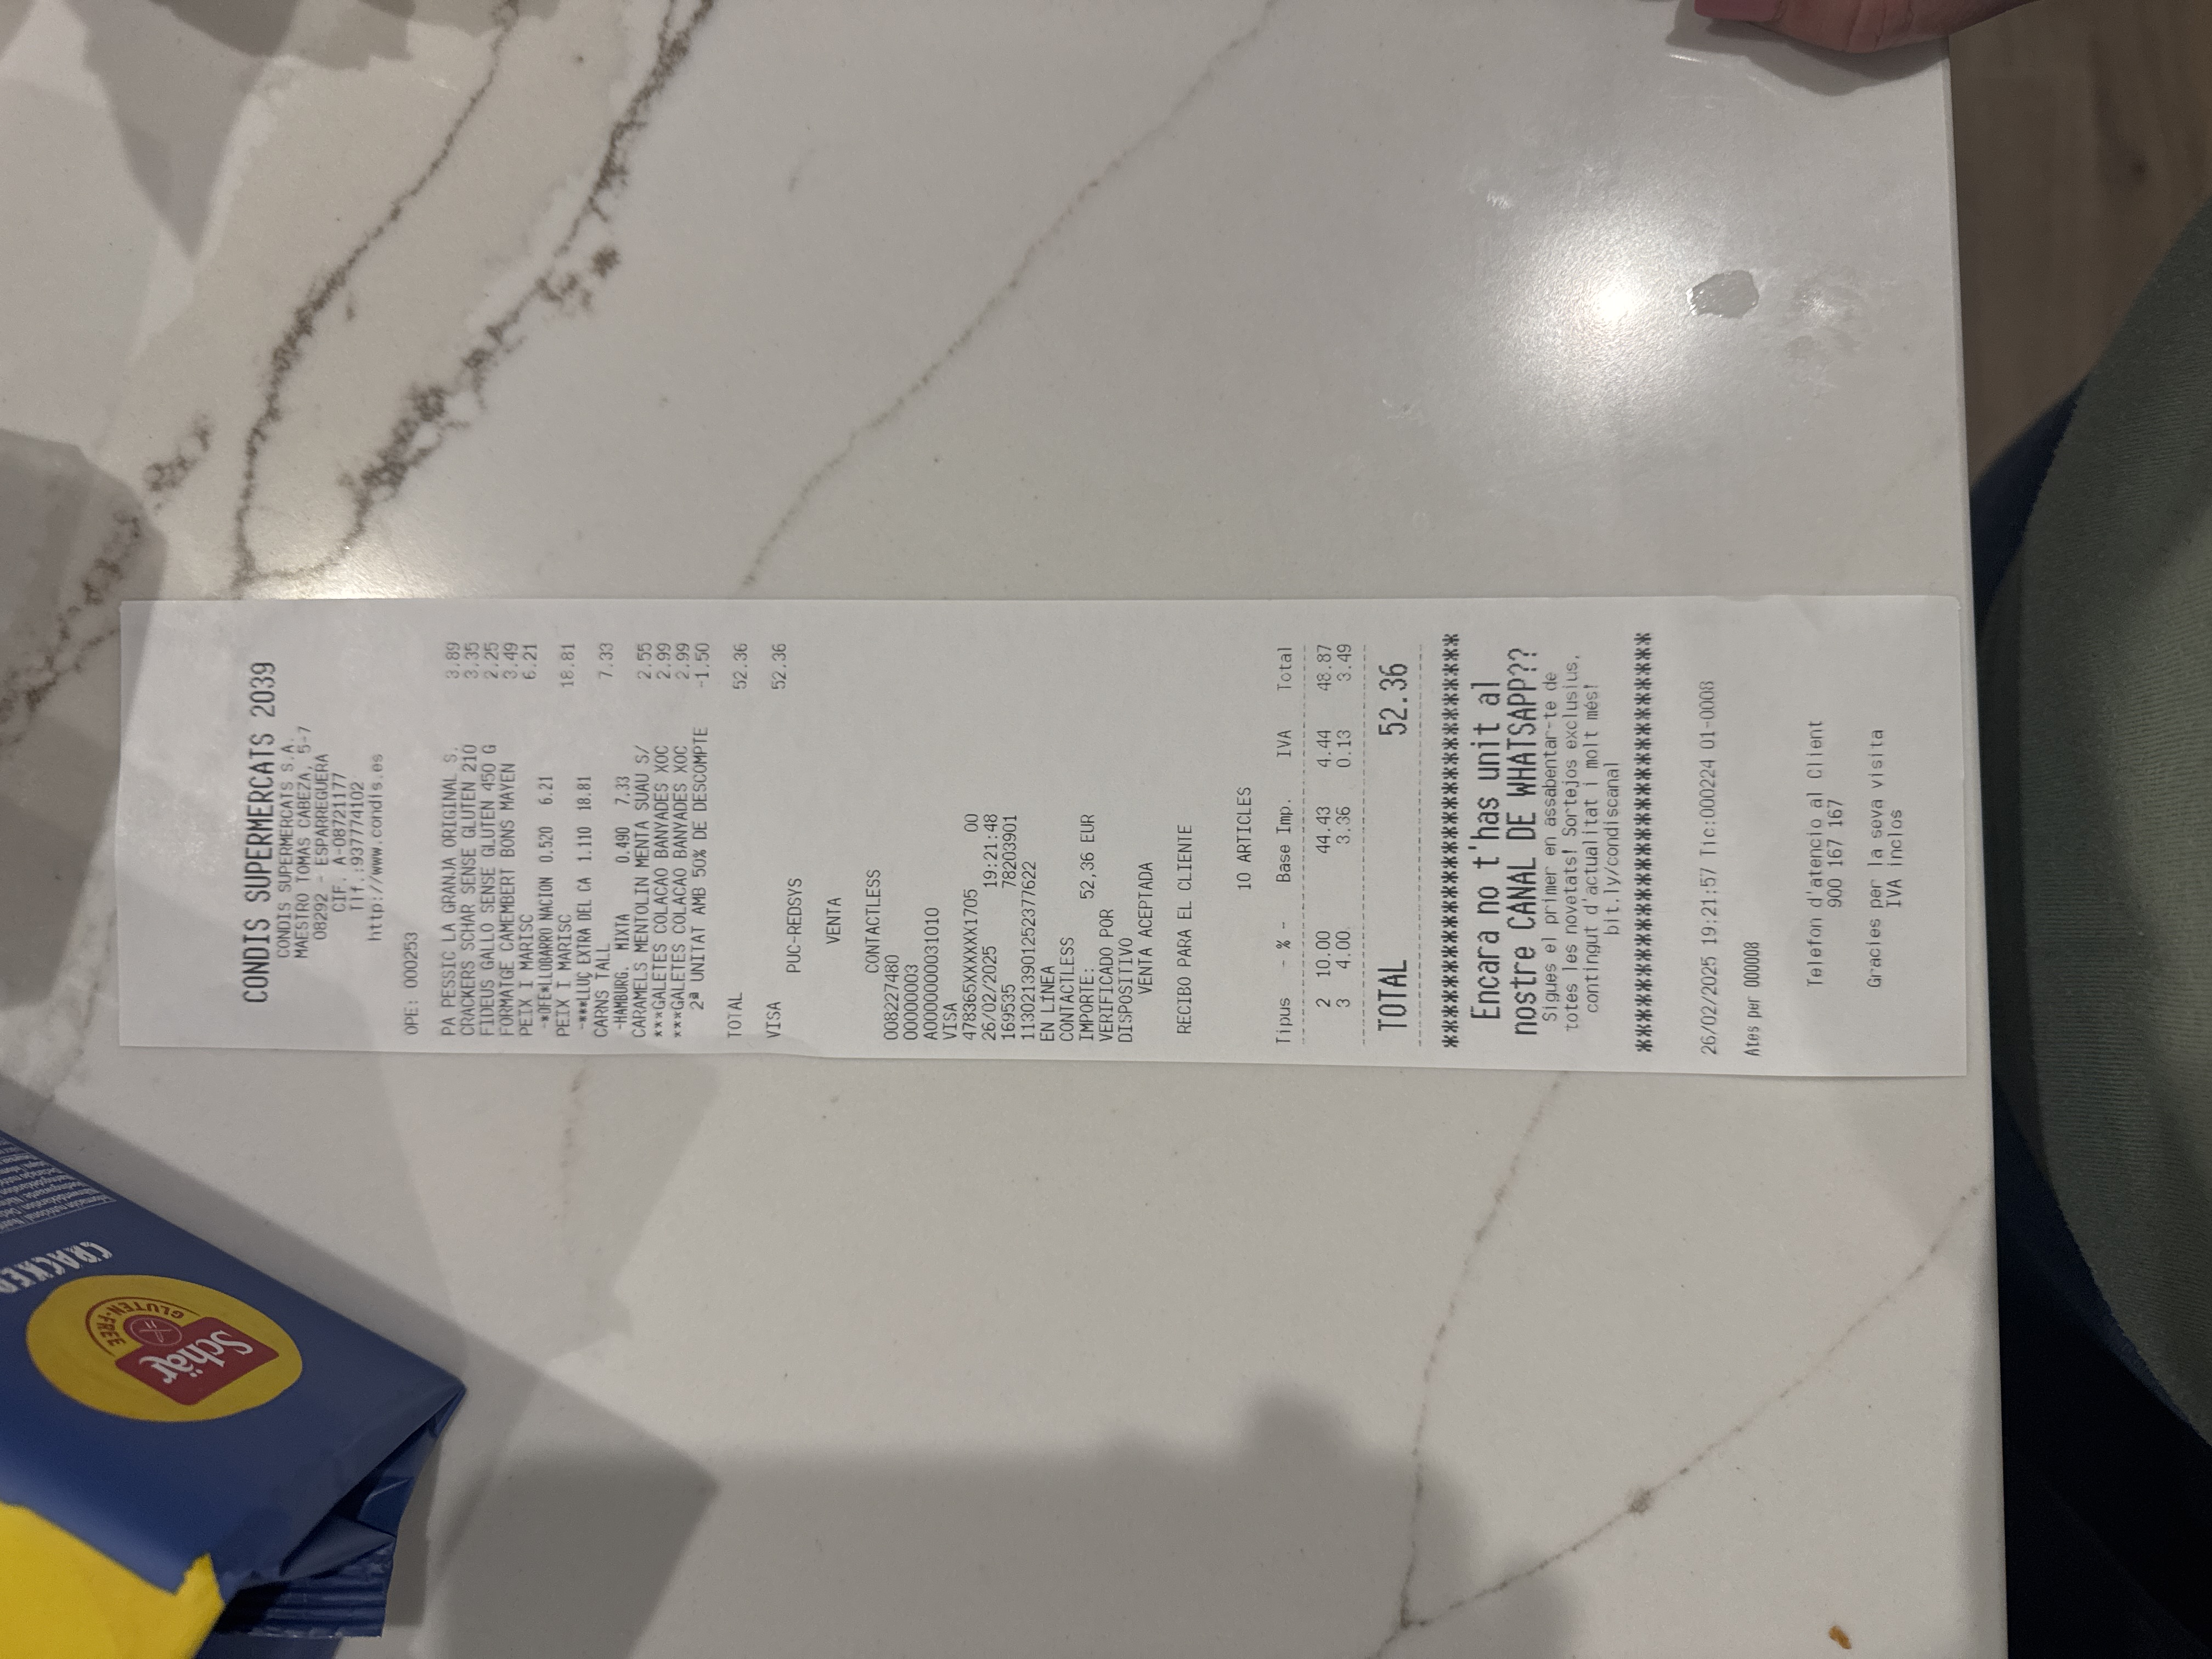 CRACKER
GLUTEN-FREE
Schär
CONDIS SUPERMERCATS 2039
CONDIS SUPERMERCATS S.A.
MAESTRO TOMAS CABEZA, 5-7
08292 - ESPARREGUERA
CIF. A-08721177
Tlf.:937774102
http://www.condis.es
OPE: 000253
PA PESSIC LA GRANJA ORIGINAL S. 3.89
CRACKERS SCHAR SENSE GLUTEN 210 3.35
FIDEUS GALLO SENSE GLUTEN 450 G 2.25
FORMATGE CAMEMBERT BONS MAYEN 3.49
PEIX I MARISC 6.21
-*OFE*LLOBARRO NACION 0.520 6.21
PEIX I MARISC 18.81
-***LLUÇ EXTRA DEL CA 1.110 18.81
CARNS TALL 7.33
-HAMBURG. MIXTA 0.490 7.33
CARAMELS MENTOLIN MENTA SUAU S/ 2.55
***GALETES COLACAO BANYADES XOC 2.99
***GALETES COLACAO BANYADES XOC 2.99
2ª UNITAT AMB 50% DE DESCOMPTE -1.50
TOTAL 52.36
VISA 52.36
PUC-REDSYS
VENTA
CONTACTLESS
008227480
00000003
A0000000031010
VISA
478365XXXXXX1705 00
26/02/2025 19:21:48
169535 78203901
1130213901252377622
EN LÍNEA
CONTACTLESS
IMPORTE: 52,36 EUR
VERIFICADO POR
DISPOSITIVO
VENTA ACEPTADA
RECIBO PARA EL CLIENTE
10 ARTICLES
Tipus - % - Base Imp. IVA Total
2 10.00 44.43 4.44 48.87
3 4.00 3.36 0.13 3.49
TOTAL 52.36
****************************
Encara no t'has unit al
nostre CANAL DE WHATSAPP??
Sigues el primer en assabentar-te de
totes les novetats! Sortejos exclusius,
contingut d'actualitat i molt més!
bit.ly/condiscanal
****************************
26/02/2025 19:21:57 Tic:000224 01-0008
Ates per 000008
Telefon d'atencio al Client
900 167 167
Gracies per la seva visita
IVA inclos